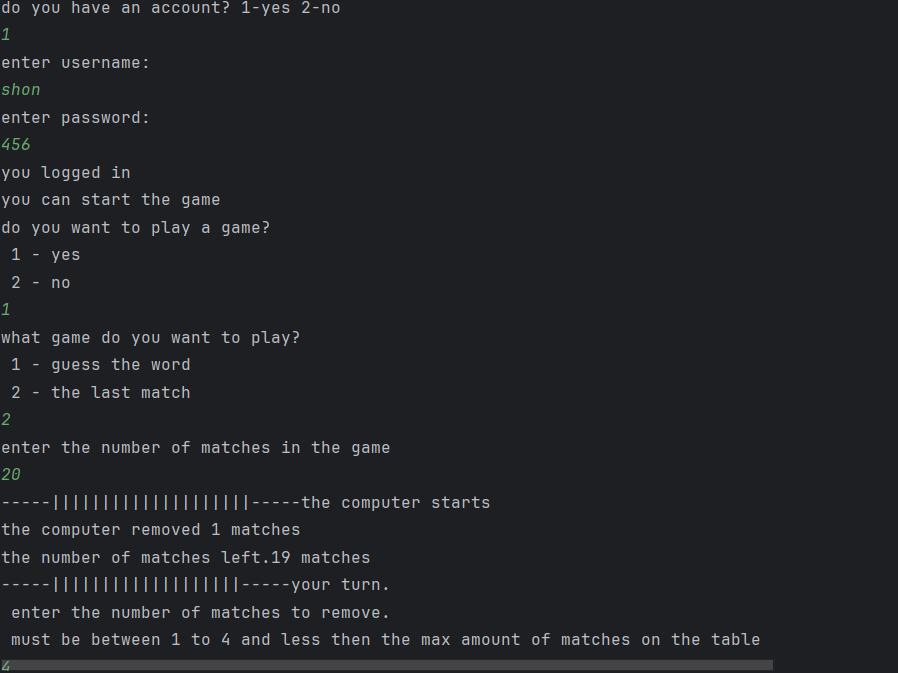 do you have an account? 1-yes 2-no
1
enter username:
shon
enter password:
456
you logged in
you can start the game
do you want to play a game?
 1 - yes
 2 - no
1
what game do you want to play?
 1 - guess the word
 2 - the last match
2
enter the number of matches in the game
20
-----||||||||||||||||||||-----the computer starts
the computer removed 1 matches
the number of matches left.19 matches
-----|||||||||||||||||||-----your turn.
 enter the number of matches to remove.
 must be between 1 to 4 and less then the max amount of matches on the table
4